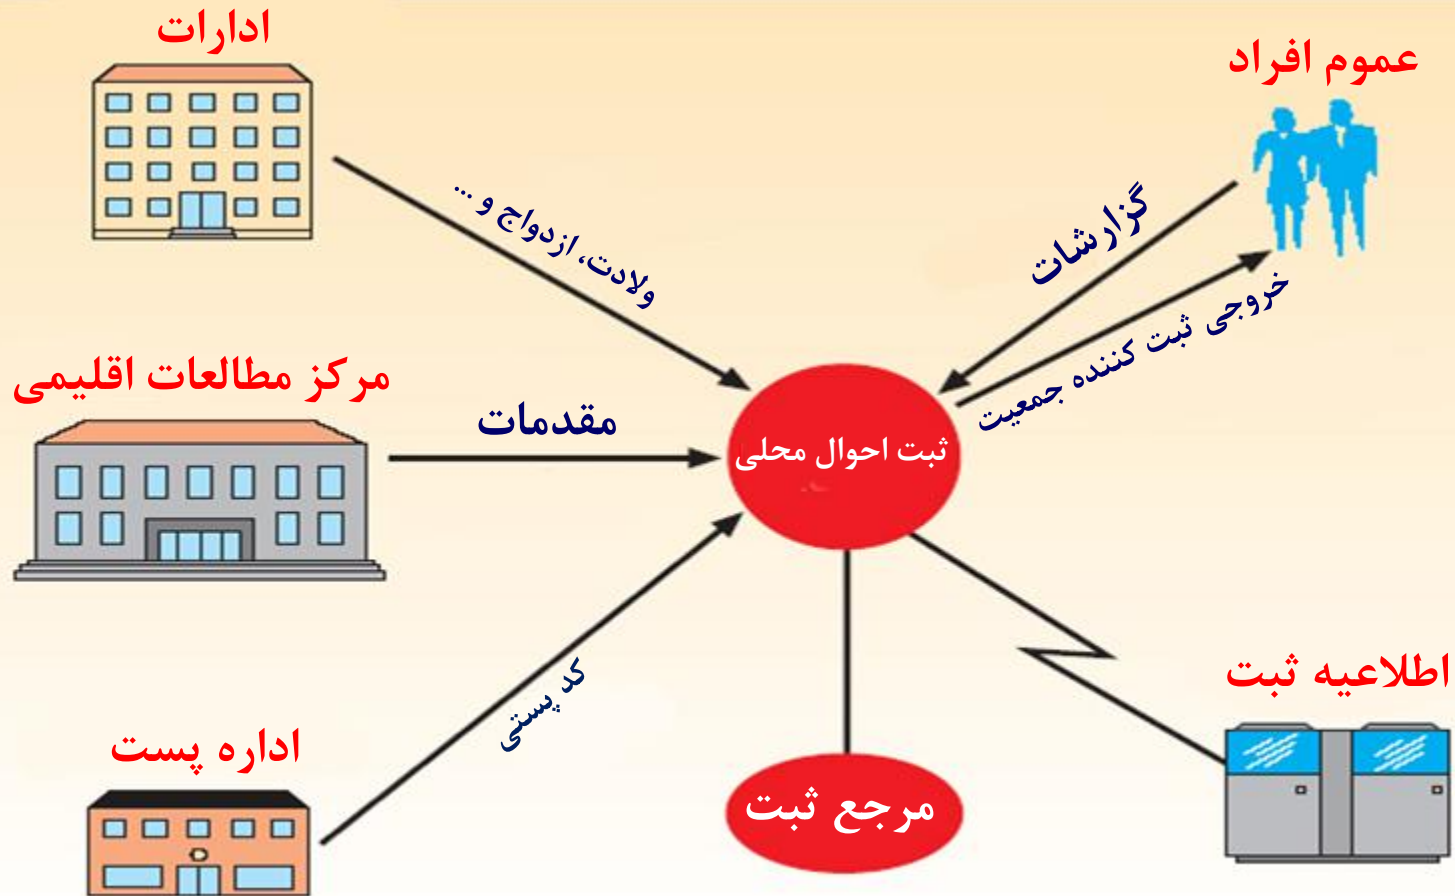 ادارات
عموم افراد
ولادت، ازدواج و ...
گزارشات
خروجی ثبت کننده جمعیت
مرکز مطالعات اقلیمی
مقدمات
ثبت احوال محلی
کد پستی
اطلاعیه ثبت
اداره پست
مرجع ثبت